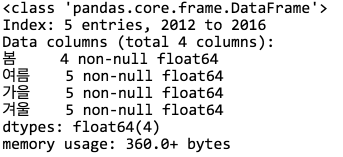 <class 'pandas.core.frame.DataFrame'>
Index: 5 entries, 2012 to 2016
Data columns (total 4 columns):
봄     4 non-null float64
여름    5 non-null float64
가을    5 non-null float64
겨울    5 non-null float64
dtypes: float64(4)
memory usage: 360.0+ bytes